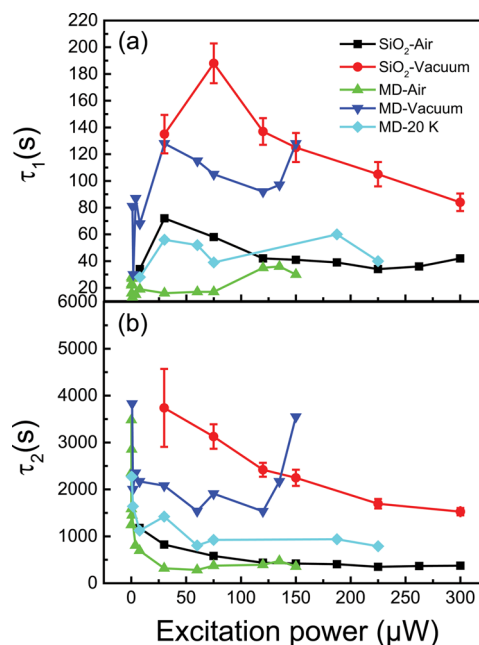 (a)
SiO2-Air
SiO2-Vacuum
MD-Air
MD-Vacuum
MD-20 K
τ1(s)
220
200
180
160
140
120
100
80
60
40
20
6000
(b)
τ2(s)
5000
4000
3000
2000
1000
0
0 50 100 150 200 250 300
Excitation power (μW)